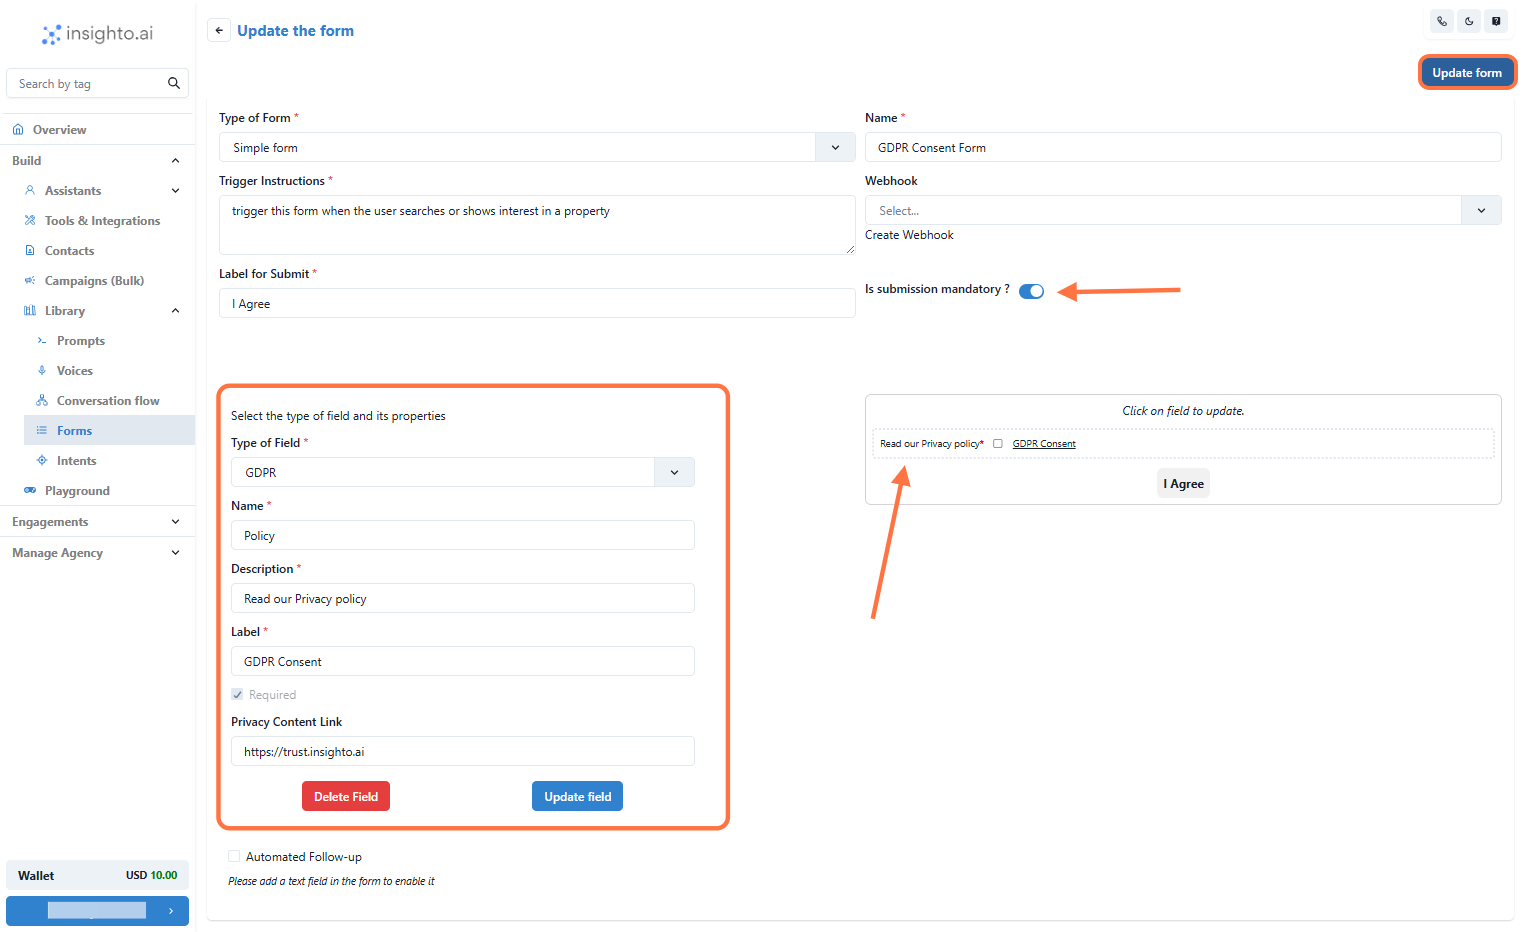 insighto.ai
Search by tag
Overview
Build
Assistants
Tools & Integrations
Contacts
Campaigns (Bulk)
Library
Prompts
Voices
Conversation flow
Forms
Intents
Playground
Engagements
Manage Agency
Wallet USD 10.00
Update the form
Update form
Type of Form *
Simple form
Name *
GDPR Consent Form
Trigger Instructions *
trigger this form when the user searches or shows interest in a property
Webhook
Select...
Create Webhook
Label for Submit *
I Agree
Is submission mandatory ?
Select the type of field and its properties
Type of Field *
GDPR
Name *
Policy
Description *
Read our Privacy policy
Label *
GDPR Consent
Required
Privacy Content Link
https://trust.insighto.ai
Delete Field Update field
Automated Follow-up
Please add a text field in the form to enable it
Click on field to update.
Read our Privacy policy* GDPR Consent
I Agree